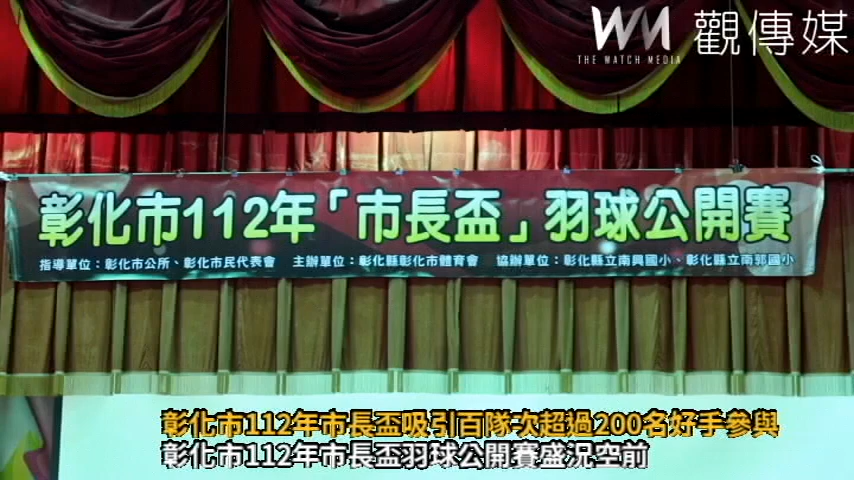 WM 觀傳媒
THE WATCH MEDIA
彰化市112年「市長盃」羽球公開賽
指導單位：彰化市公所、彰化市民代表會 主辦單位：彰化縣彰化市體育會 協辦單位：彰化縣立南興國小、彰化縣立南郭國小
彰化市112年市長盃吸引百隊次超過200名好手參與
彰化市112年市長盃羽球公開賽盛況空前